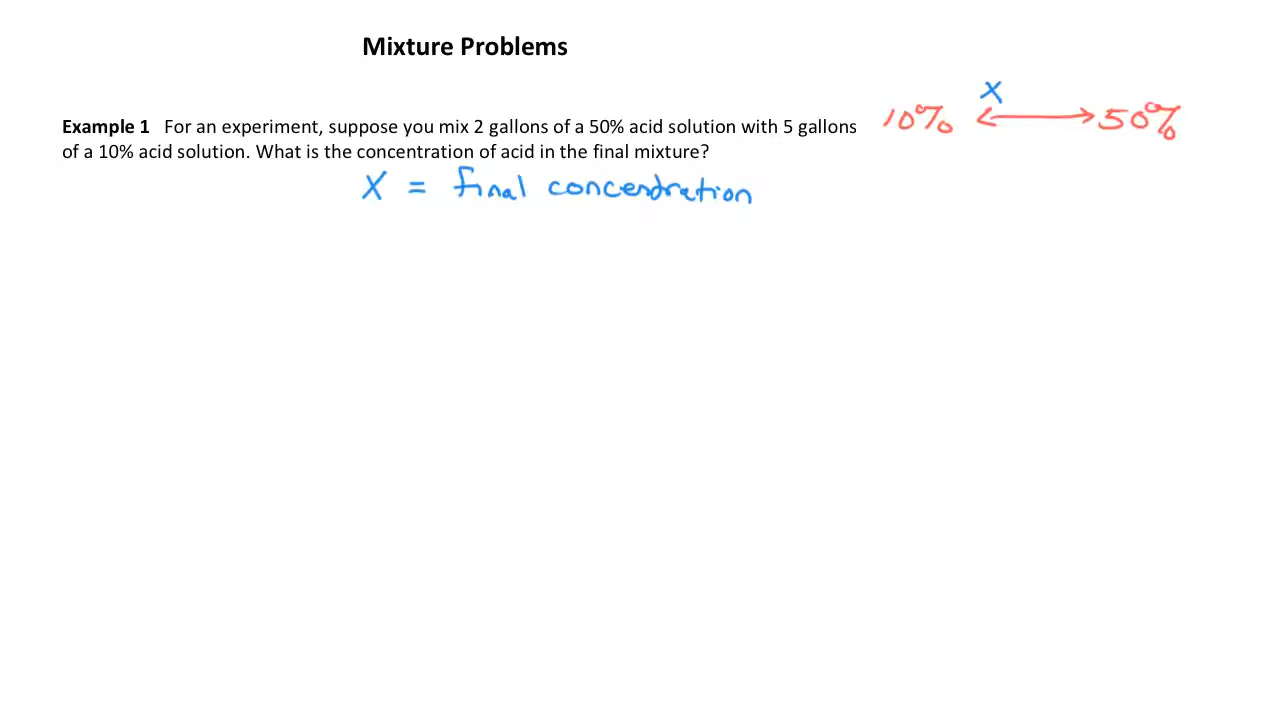 Mixture Problems
Example 1 For an experiment, suppose you mix 2 gallons of a 50% acid solution with 5 gallons
of a 10% acid solution. What is the concentration of acid in the final mixture?
X
10% ←→ 50%
X = final concentration